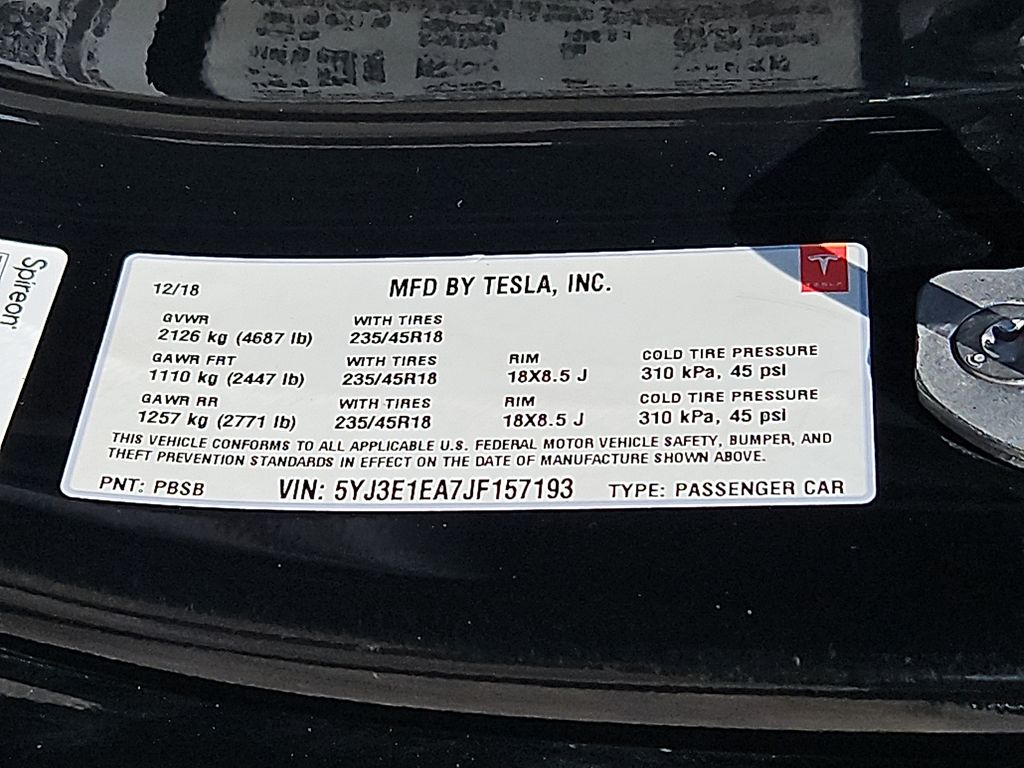 Spireon
12/18
MFD BY TESLA, INC.
TESLA
GVWR WITH TIRES
2126 kg (4687 lb) 235/45R18
GAWR FRT WITH TIRES RIM COLD TIRE PRESSURE
1110 kg (2447 lb) 235/45R18 18X8.5 J 310 kPa, 45 psi
GAWR RR WITH TIRES RIM COLD TIRE PRESSURE
1257 kg (2771 lb) 235/45R18 18X8.5 J 310 kPa, 45 psi
THIS VEHICLE CONFORMS TO ALL APPLICABLE U.S. FEDERAL MOTOR VEHICLE SAFETY, BUMPER, AND
THEFT PREVENTION STANDARDS IN EFFECT ON THE DATE OF MANUFACTURE SHOWN ABOVE.
PNT: PBSB VIN: 5YJ3E1EA7JF157193 TYPE: PASSENGER CAR